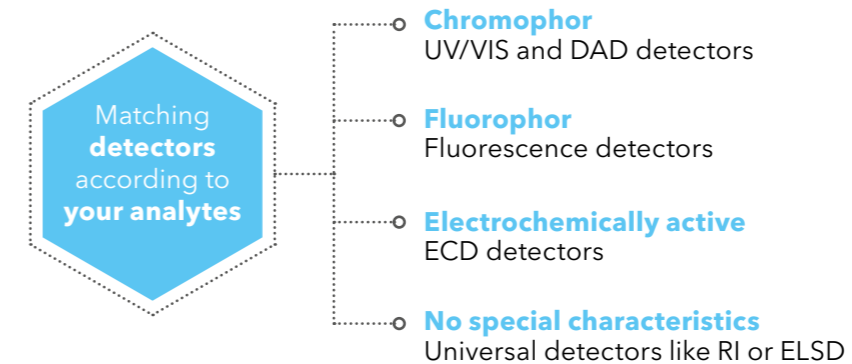 Matching
detectors
according to
your analytes
Chromophor
UV/VIS and DAD detectors
Fluorophor
Fluorescence detectors
Electrochemically active
ECD detectors
No special characteristics
Universal detectors like RI or ELSD